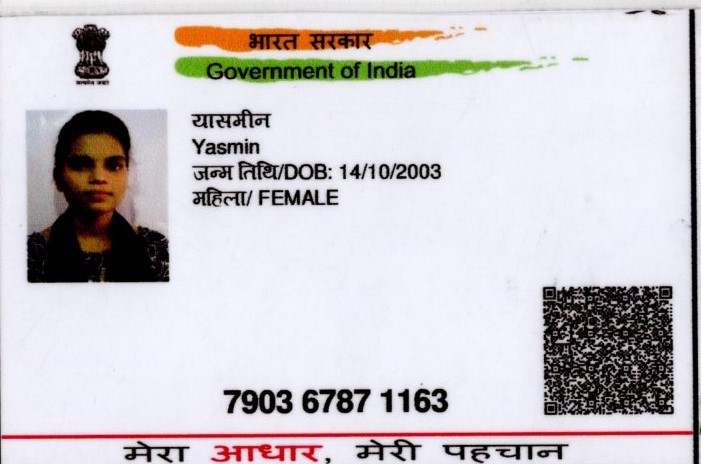 भारत सरकार
Government of India
यासमीन
Yasmin
जन्म तिथि/DOB: 14/10/2003
महिला/ FEMALE
7903 6787 1163
मेरा आधार, मेरी पहचान